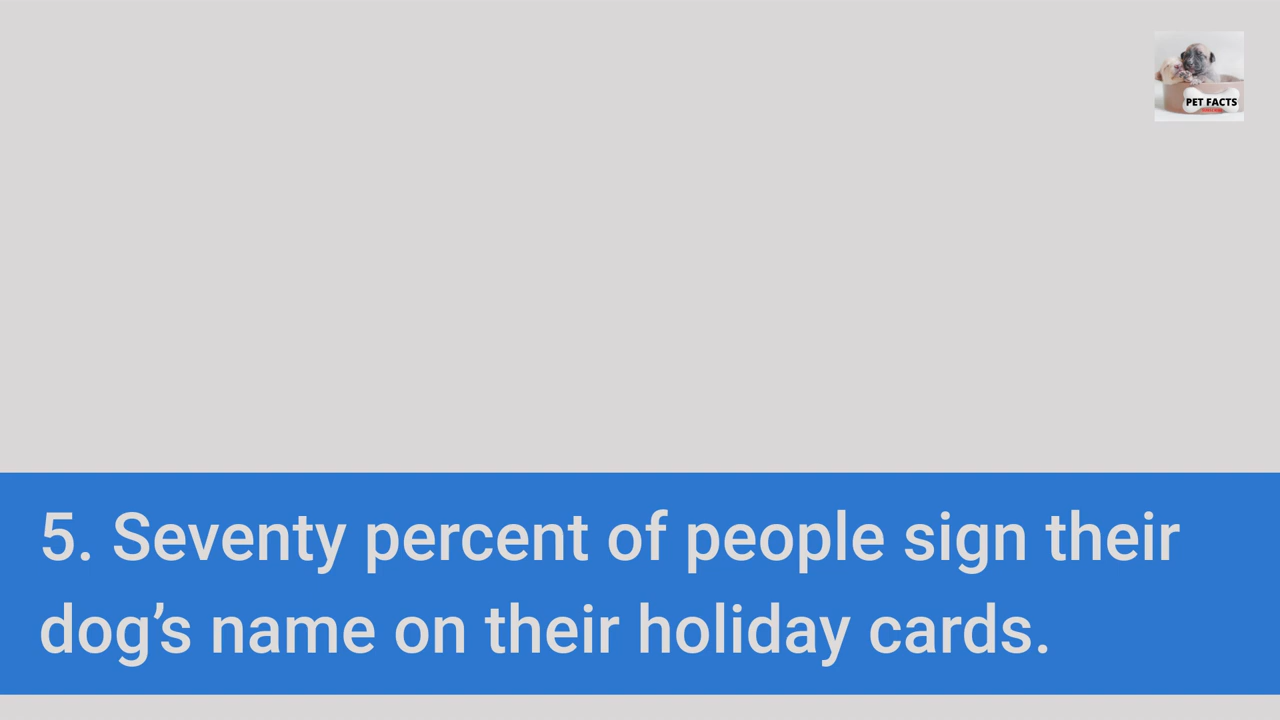 PET FACTS
5. Seventy percent of people sign their
dog’s name on their holiday cards.